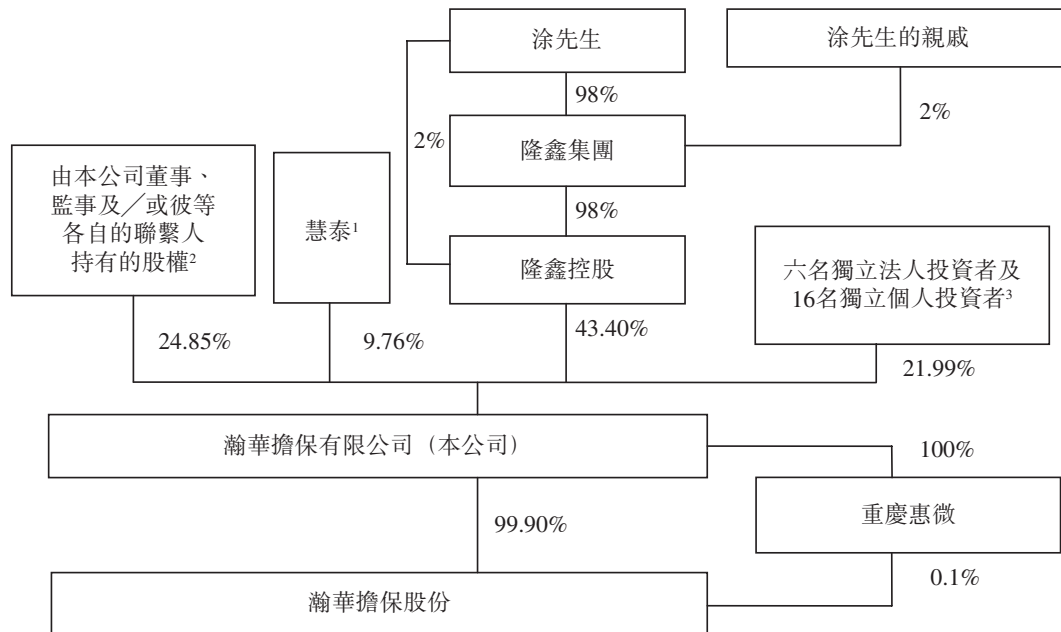 涂先生
涂先生的親戚
98%
2%
2%
隆鑫集團
由本公司董事、
監事及／或彼等
各自的聯繫人
持有的股權2
慧泰1
98%
隆鑫控股
六名獨立法人投資者及
16名獨立個人投資者3
24.85%
9.76%
43.40%
21.99%
瀚華擔保有限公司（本公司）
100%
99.90%
重慶惠微
0.1%
瀚華擔保股份